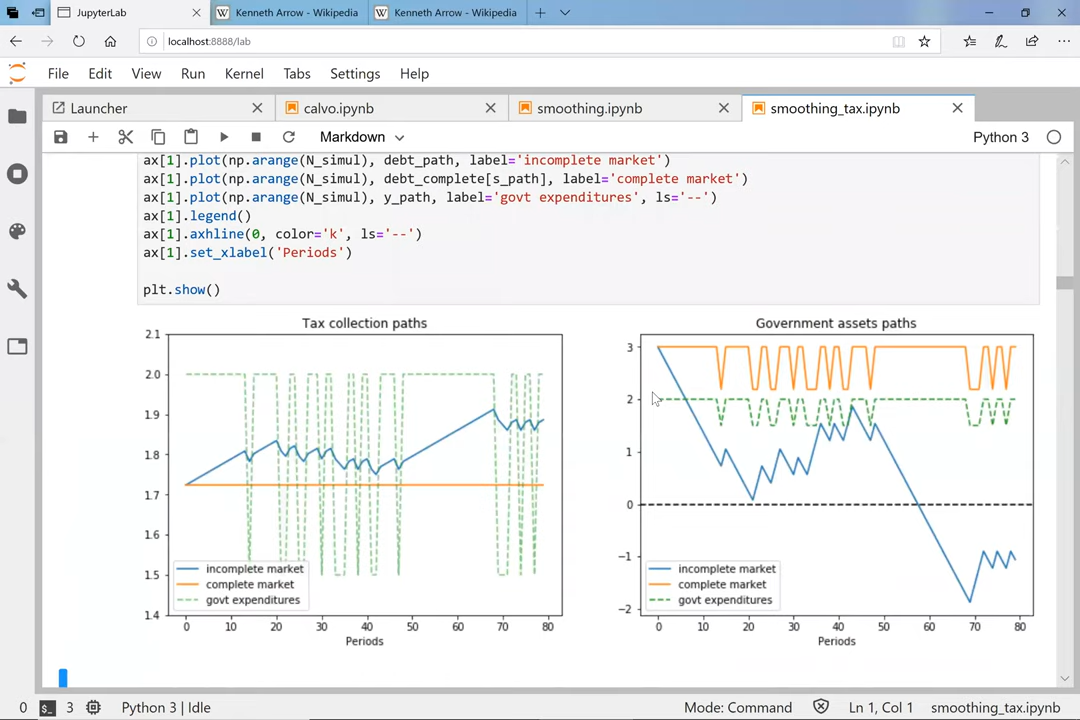 JupyterLab
Kenneth Arrow - Wikipedia
Kenneth Arrow - Wikipedia
localhost:8888/lab
File Edit View Run Kernel Tabs Settings Help
Launcher
calvo.ipynb
smoothing.ipynb
smoothing_tax.ipynb
Markdown
Python 3
ax[1].plot(np.arange(N_simul), debt_path, label='incomplete market')
ax[1].plot(np.arange(N_simul), debt_complete[s_path], label='complete market')
ax[1].plot(np.arange(N_simul), y_path, label='govt expenditures', ls='--')
ax[1].legend()
ax[1].axhline(0, color='k', ls='--')
ax[1].set_xlabel('Periods')
plt.show()
Tax collection paths
2.1
2.0
1.9
1.8
1.7
1.6
1.5
1.4
incomplete market
complete market
govt expenditures
0 10 20 30 40 50 60 70 80
Periods
Government assets paths
3
2
1
0
−1
−2
incomplete market
complete market
govt expenditures
0 10 20 30 40 50 60 70 80
Periods
0
$_
3
Python 3 | Idle
Mode: Command
Ln 1, Col 1
smoothing_tax.ipynb